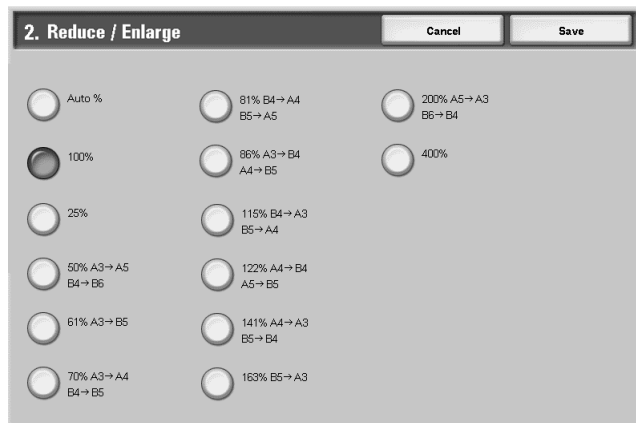 2. Reduce / Enlarge
Cancel
Save
Auto %
100%
25%
50% A3→A5
B4→B6
61% A3→B5
70% A3→A4
B4→B5
81% B4→A4
B5→A5
86% A3→B4
A4→B5
115% B4→A3
B5→A4
122% A4→B4
A5→B5
141% A4→A3
B5→B4
163% B5→A3
200% A5→A3
B6→B4
400%